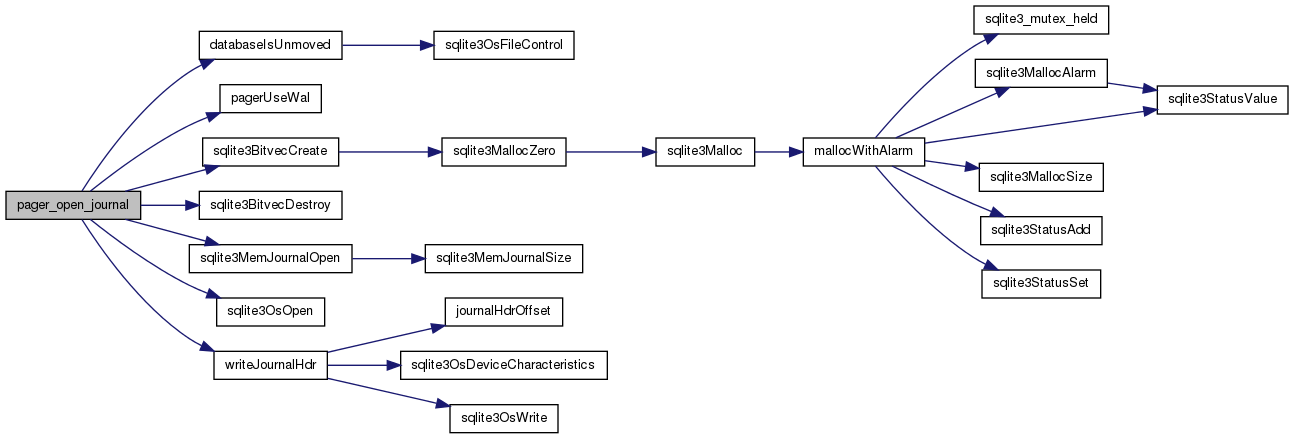 sqlite3_mutex_held
databaseIsUnmoved
sqlite3OsFileControl
sqlite3MallocAlarm
pagerUseWal
sqlite3StatusValue
sqlite3BitvecCreate
sqlite3MallocZero
sqlite3Malloc
mallocWithAlarm
sqlite3MallocSize
pager_open_journal
sqlite3BitvecDestroy
sqlite3StatusAdd
sqlite3MemJournalOpen
sqlite3MemJournalSize
sqlite3StatusSet
sqlite3OsOpen
journalHdrOffset
writeJournalHdr
sqlite3OsDeviceCharacteristics
sqlite3OsWrite